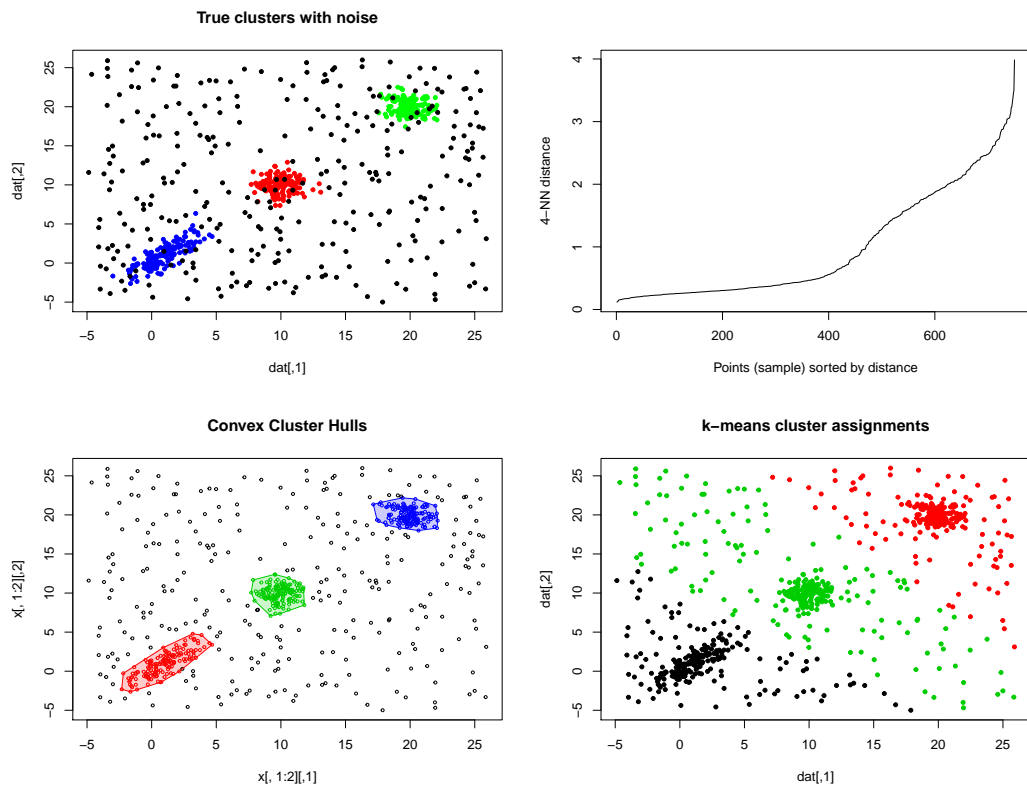 True clusters with noise
dat[,2]
−5 0 5 10 15 20 25
−5 0 5 10 15 20 25
dat[,1]
4−NN distance
0 1 2 3 4
0 200 400 600
Points (sample) sorted by distance
Convex Cluster Hulls
x[, 1:2][,2]
−5 0 5 10 15 20 25
−5 0 5 10 15 20 25
x[, 1:2][,1]
k−means cluster assignments
dat[,2]
−5 0 5 10 15 20 25
−5 0 5 10 15 20 25
dat[,1]